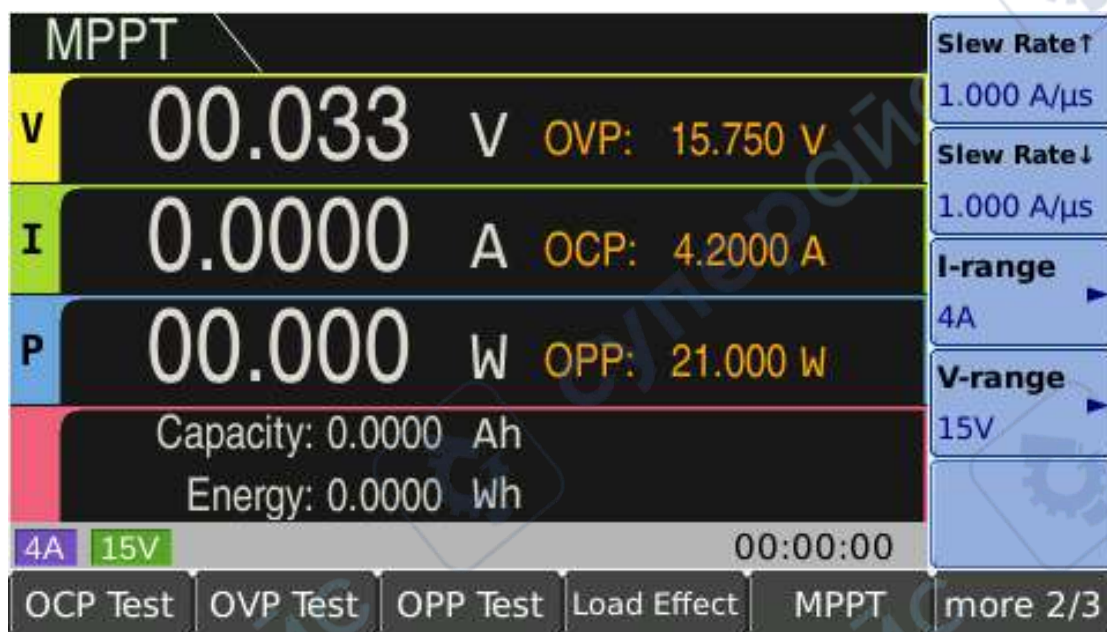 MPPT
V 00.033 V OVP: 15.750 V
I 0.0000 A OCP: 4.2000 A
P 00.000 W OPP: 21.000 W
Capacity: 0.0000 Ah
Energy: 0.0000 Wh
4A 15V 00:00:00
Slew Rate↑
1.000 A/µs
Slew Rate↓
1.000 A/µs
I-range
4A
V-range
15V
OCP Test OVP Test OPP Test Load Effect MPPT more 2/3
суперайс